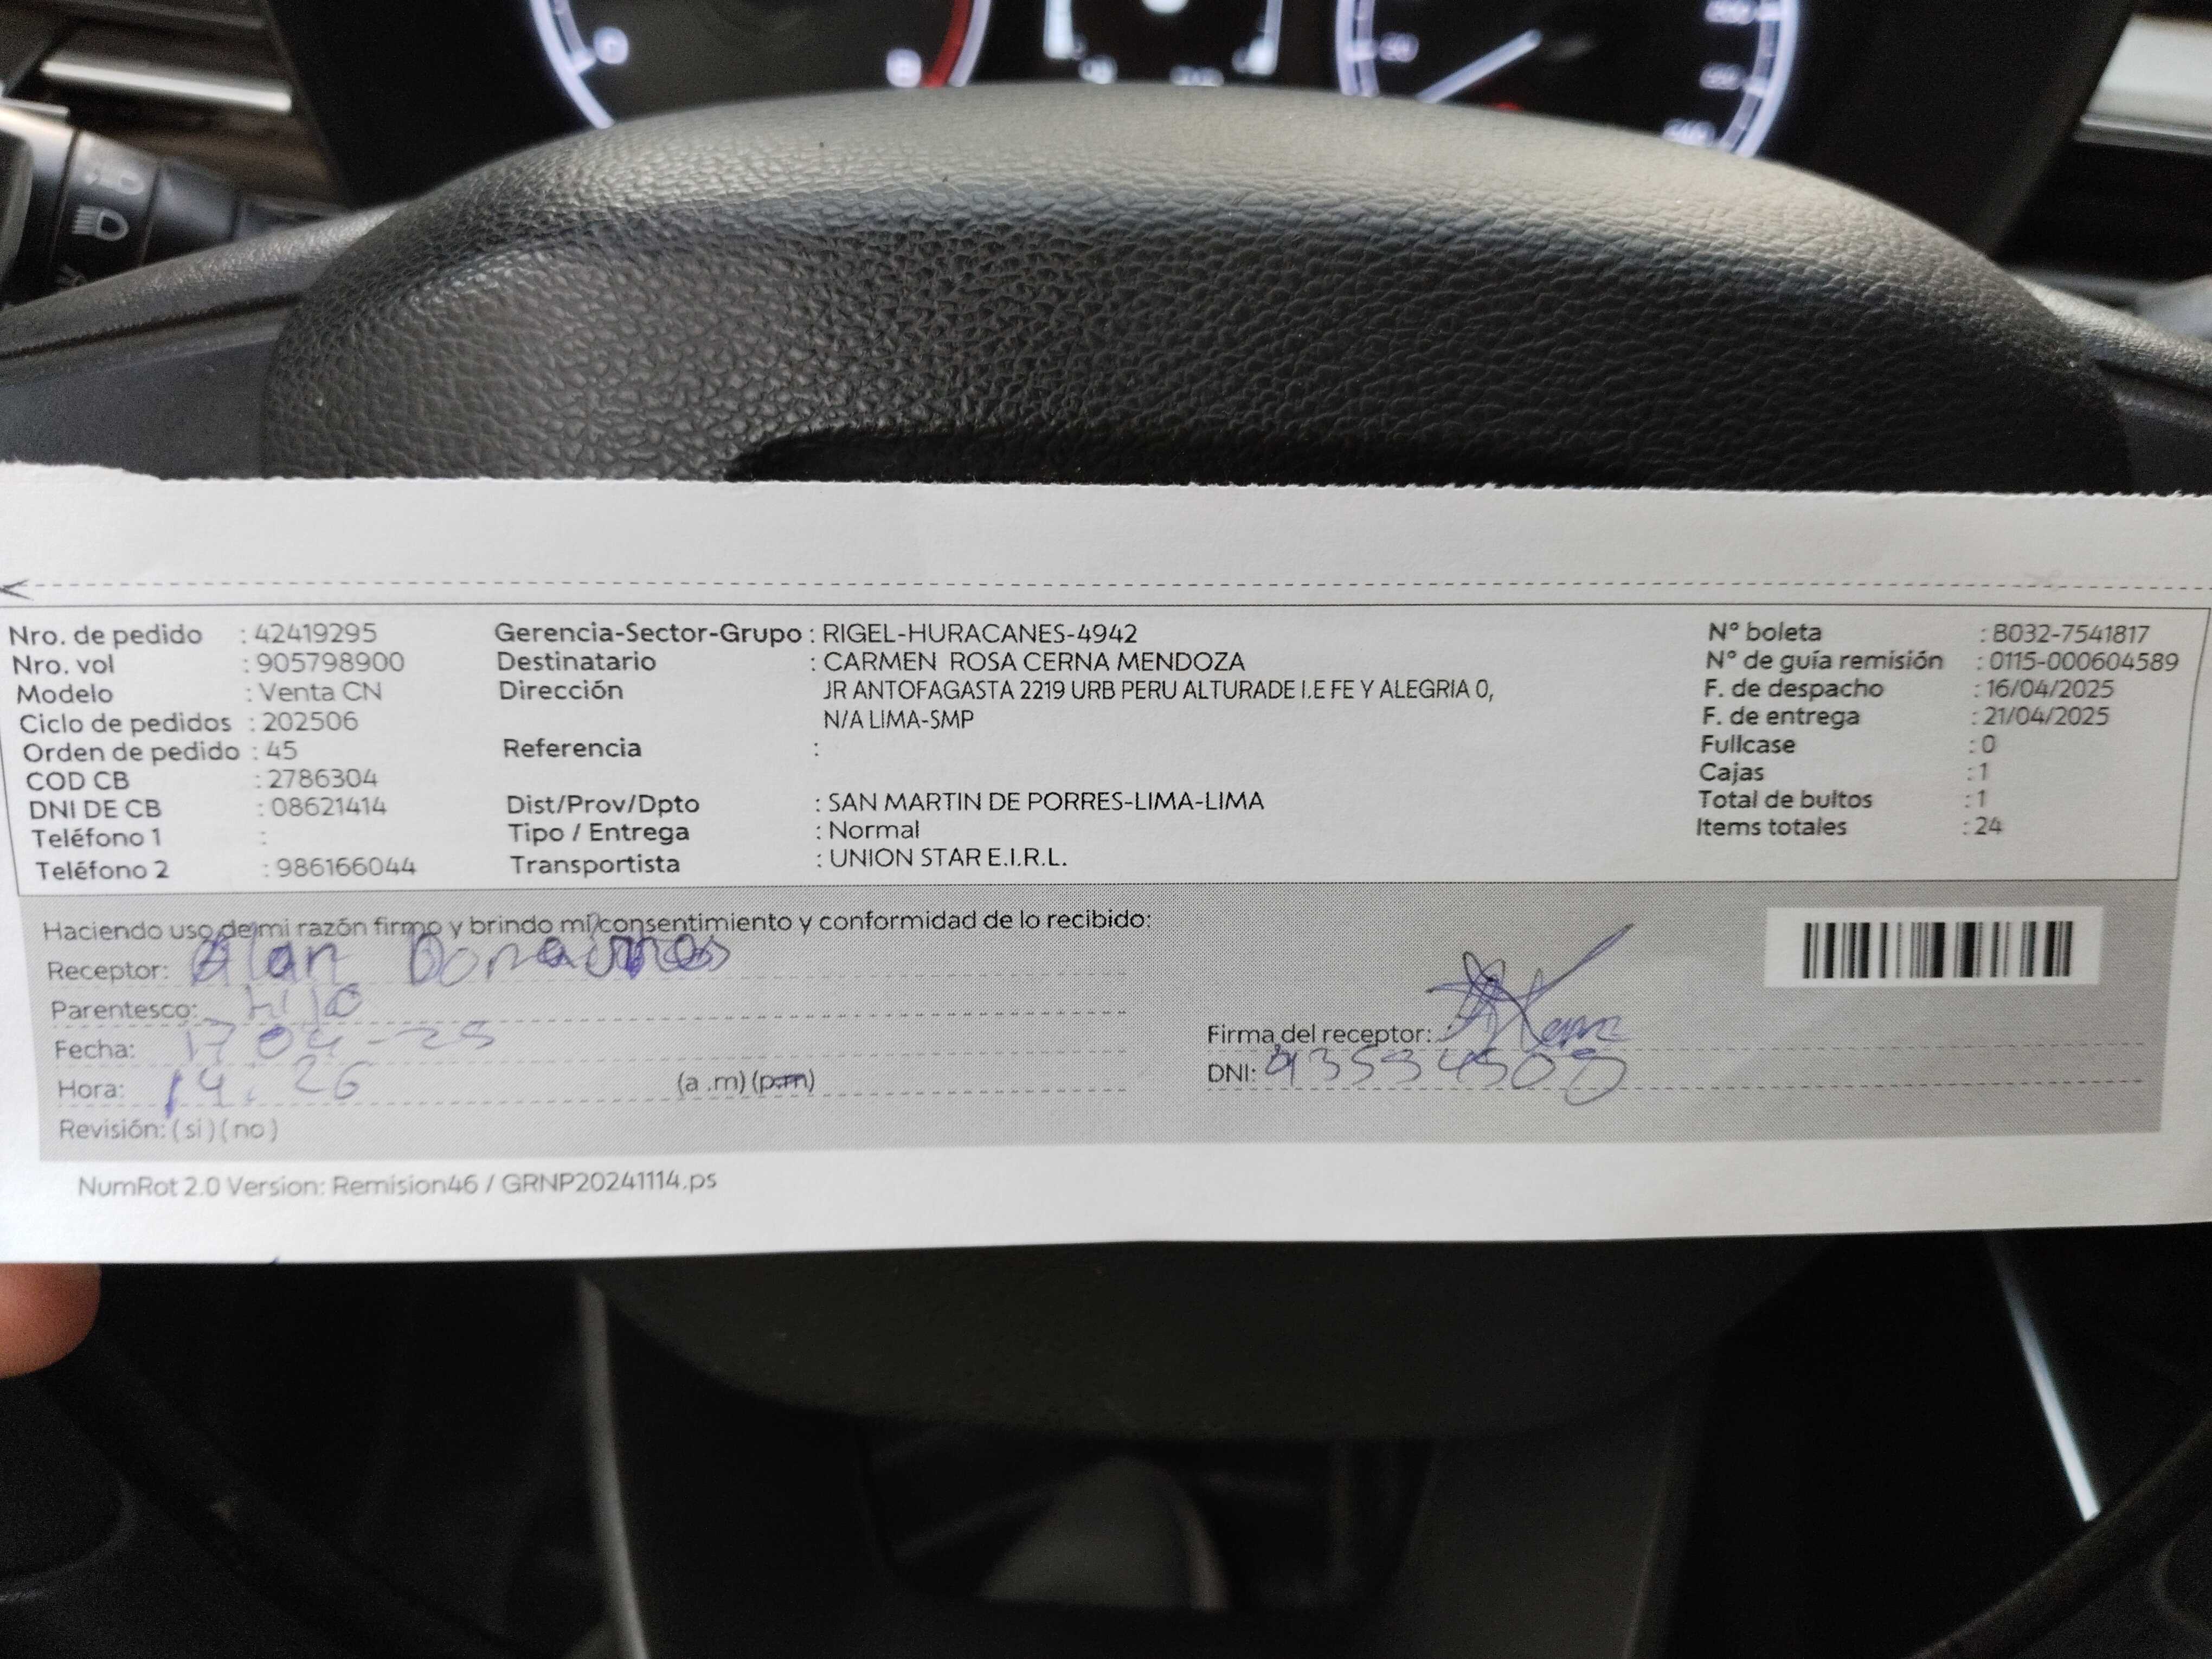 Nro. de pedido : 42419295
Nro. vol : 905798900
Modelo : Venta CN
Ciclo de pedidos : 202506
Orden de pedido : 45
COD CB : 2786304
DNI DE CB : 08621414
Teléfono 1 :
Teléfono 2 : 986166044
Gerencia-Sector-Grupo : RIGEL-HURACANES-4942
Destinatario : CARMEN ROSA CERNA MENDOZA
Dirección JR ANTOFAGASTA 2219 URB PERU ALTURADE I.E FE Y ALEGRIA 0,
N/A LIMA-SMP
Referencia :
Dist/Prov/Dpto : SAN MARTIN DE PORRES-LIMA-LIMA
Tipo / Entrega : Normal
Transportista : UNION STAR E.I.R.L.
N° boleta : B032-7541817
N° de guía remisión : 0115-000604589
F. de despacho : 16/04/2025
F. de entrega : 21/04/2025
Fullcase : 0
Cajas : 1
Total de bultos : 1
Items totales : 24
Haciendo uso de mi razón firmo y brindo mi consentimiento y conformidad de lo recibido:
Receptor: Alan
Parentesco: Hijo
Fecha: 17 04 - 25
Hora: 14. 26 (a .m) (p.m)
Revisión: ( si ) ( no )
Firma del receptor:
DNI:
NumRot 2.0 Version: Remision46 / GRNP20241114.ps